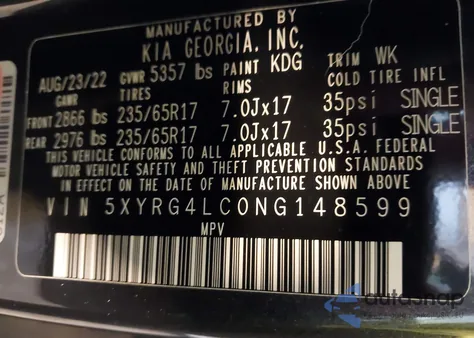 MANUFACTURED BY
KIA GEORGIA, INC.
AUG/23/22 GVWR 5357 lbs PAINT KDG TRIM WK
GAWR TIRES RIMS COLD TIRE INFL
FRONT 2866 lbs 235/65R17 7.0Jx17 35psi SINGLE
REAR 2976 lbs 235/65R17 7.0Jx17 35psi SINGLE
THIS VEHICLE CONFORMS TO ALL APPLICABLE U.S.A. FEDERAL
MOTOR VEHICLE SAFETY AND THEFT PREVENTION STANDARDS
IN EFFECT ON THE DATE OF MANUFACTURE SHOWN ABOVE.
VIN 5XYRG4LC0NG148599
MPV
autosnap